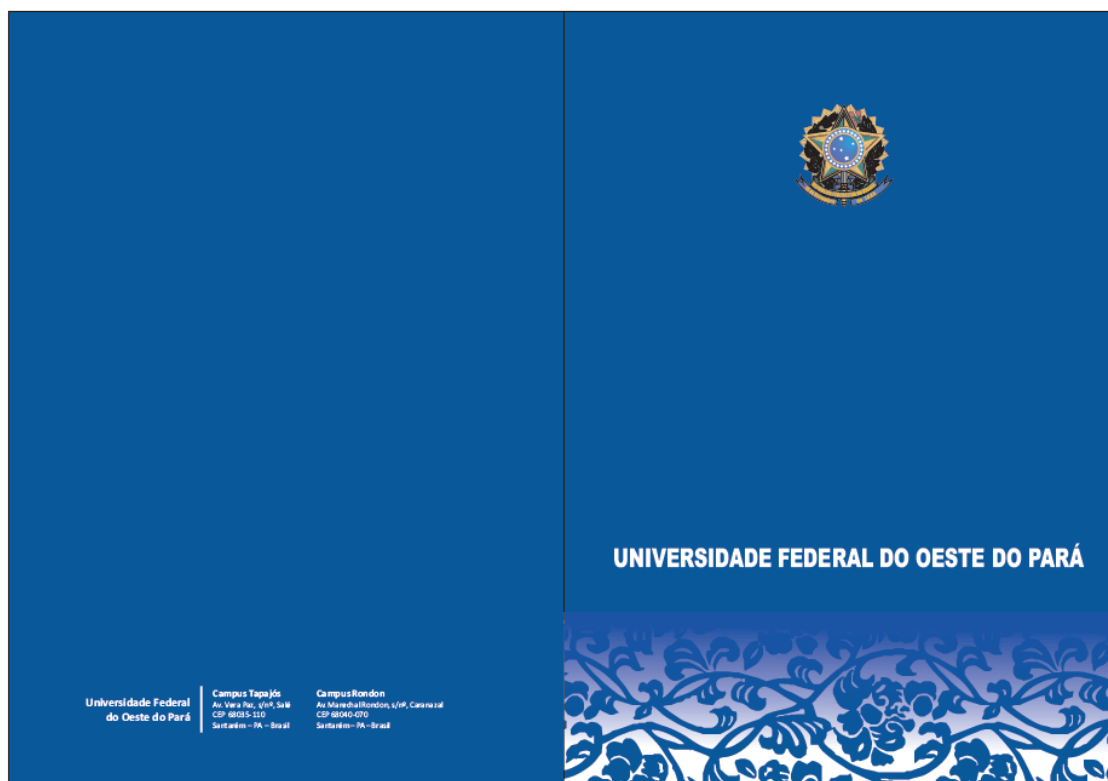 UNIVERSIDADE FEDERAL DO OESTE DO PARÁ
Universidade Federal
do Oeste do Pará
Campus Tapajós
Av. Vera Paz, s/nº, Salé
CEP 68035-110
Santarém – PA – Brasil
Campus Rondon
Av. Marechal Rondon, s/nº, Caranazal
CEP 68040-070
Santarém – PA – Brasil